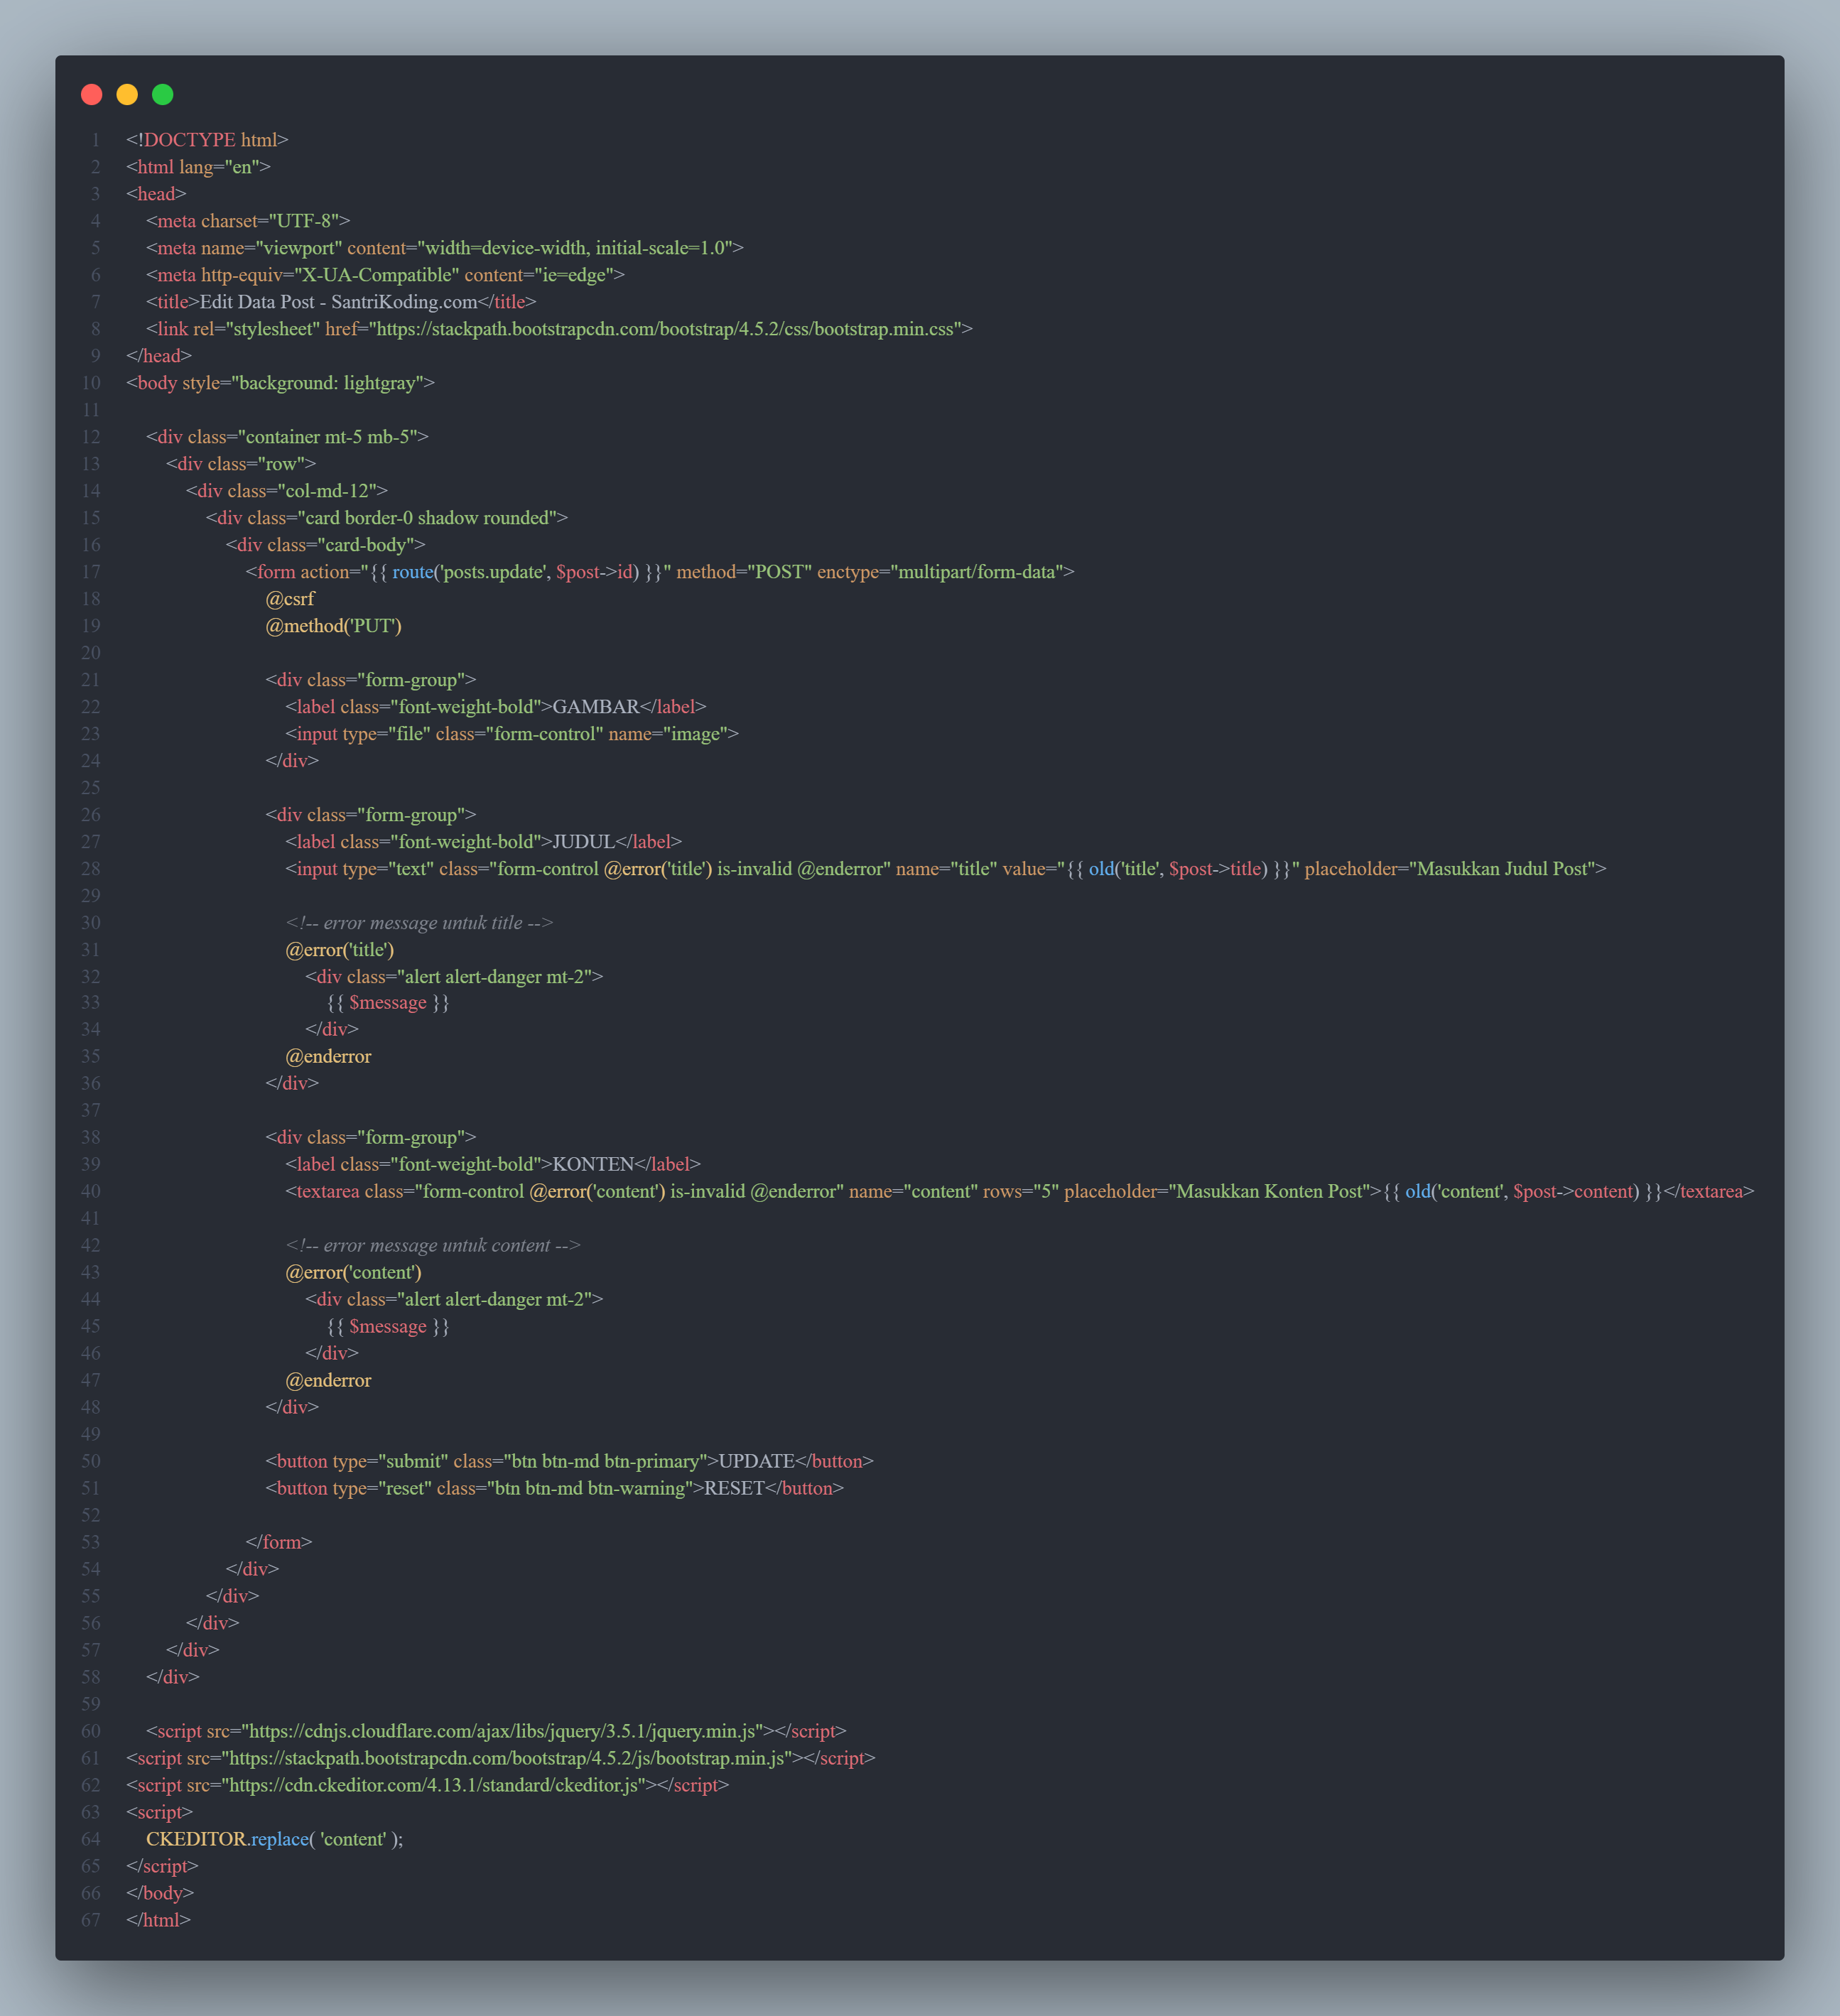 1 <!DOCTYPE html>
2 <html lang="en">
3 <head>
4     <meta charset="UTF-8">
5     <meta name="viewport" content="width=device-width, initial-scale=1.0">
6     <meta http-equiv="X-UA-Compatible" content="ie=edge">
7     <title>Edit Data Post - SantriKoding.com</title>
8     <link rel="stylesheet" href="https://stackpath.bootstrapcdn.com/bootstrap/4.5.2/css/bootstrap.min.css">
9 </head>
10 <body style="background: lightgray">
11
12     <div class="container mt-5 mb-5">
13         <div class="row">
14             <div class="col-md-12">
15                 <div class="card border-0 shadow rounded">
16                     <div class="card-body">
17                         <form action="{{ route('posts.update', $post->id) }}" method="POST" enctype="multipart/form-data">
18                             @csrf
19                             @method('PUT')
20
21                             <div class="form-group">
22                                 <label class="font-weight-bold">GAMBAR</label>
23                                 <input type="file" class="form-control" name="image">
24                             </div>
25
26                             <div class="form-group">
27                                 <label class="font-weight-bold">JUDUL</label>
28                                 <input type="text" class="form-control @error('title') is-invalid @enderror" name="title" value="{{ old('title', $post->title) }}" placeholder="Masukkan Judul Post">
29
30                                 <!-- error message untuk title -->
31                                 @error('title')
32                                     <div class="alert alert-danger mt-2">
33                                         {{ $message }}
34                                     </div>
35                                 @enderror
36                             </div>
37
38                             <div class="form-group">
39                                 <label class="font-weight-bold">KONTEN</label>
40                                 <textarea class="form-control @error('content') is-invalid @enderror" name="content" rows="5" placeholder="Masukkan Konten Post">{{ old('content', $post->content) }}</textarea>
41
42                                 <!-- error message untuk content -->
43                                 @error('content')
44                                     <div class="alert alert-danger mt-2">
45                                         {{ $message }}
46                                     </div>
47                                 @enderror
48                             </div>
49
50                             <button type="submit" class="btn btn-md btn-primary">UPDATE</button>
51                             <button type="reset" class="btn btn-md btn-warning">RESET</button>
52
53                         </form>
54                     </div>
55                 </div>
56             </div>
57         </div>
58     </div>
59
60     <script src="https://cdnjs.cloudflare.com/ajax/libs/jquery/3.5.1/jquery.min.js"></script>
61 <script src="https://stackpath.bootstrapcdn.com/bootstrap/4.5.2/js/bootstrap.min.js"></script>
62 <script src="https://cdn.ckeditor.com/4.13.1/standard/ckeditor.js"></script>
63 <script>
64     CKEDITOR.replace( 'content' );
65 </script>
66 </body>
67 </html>